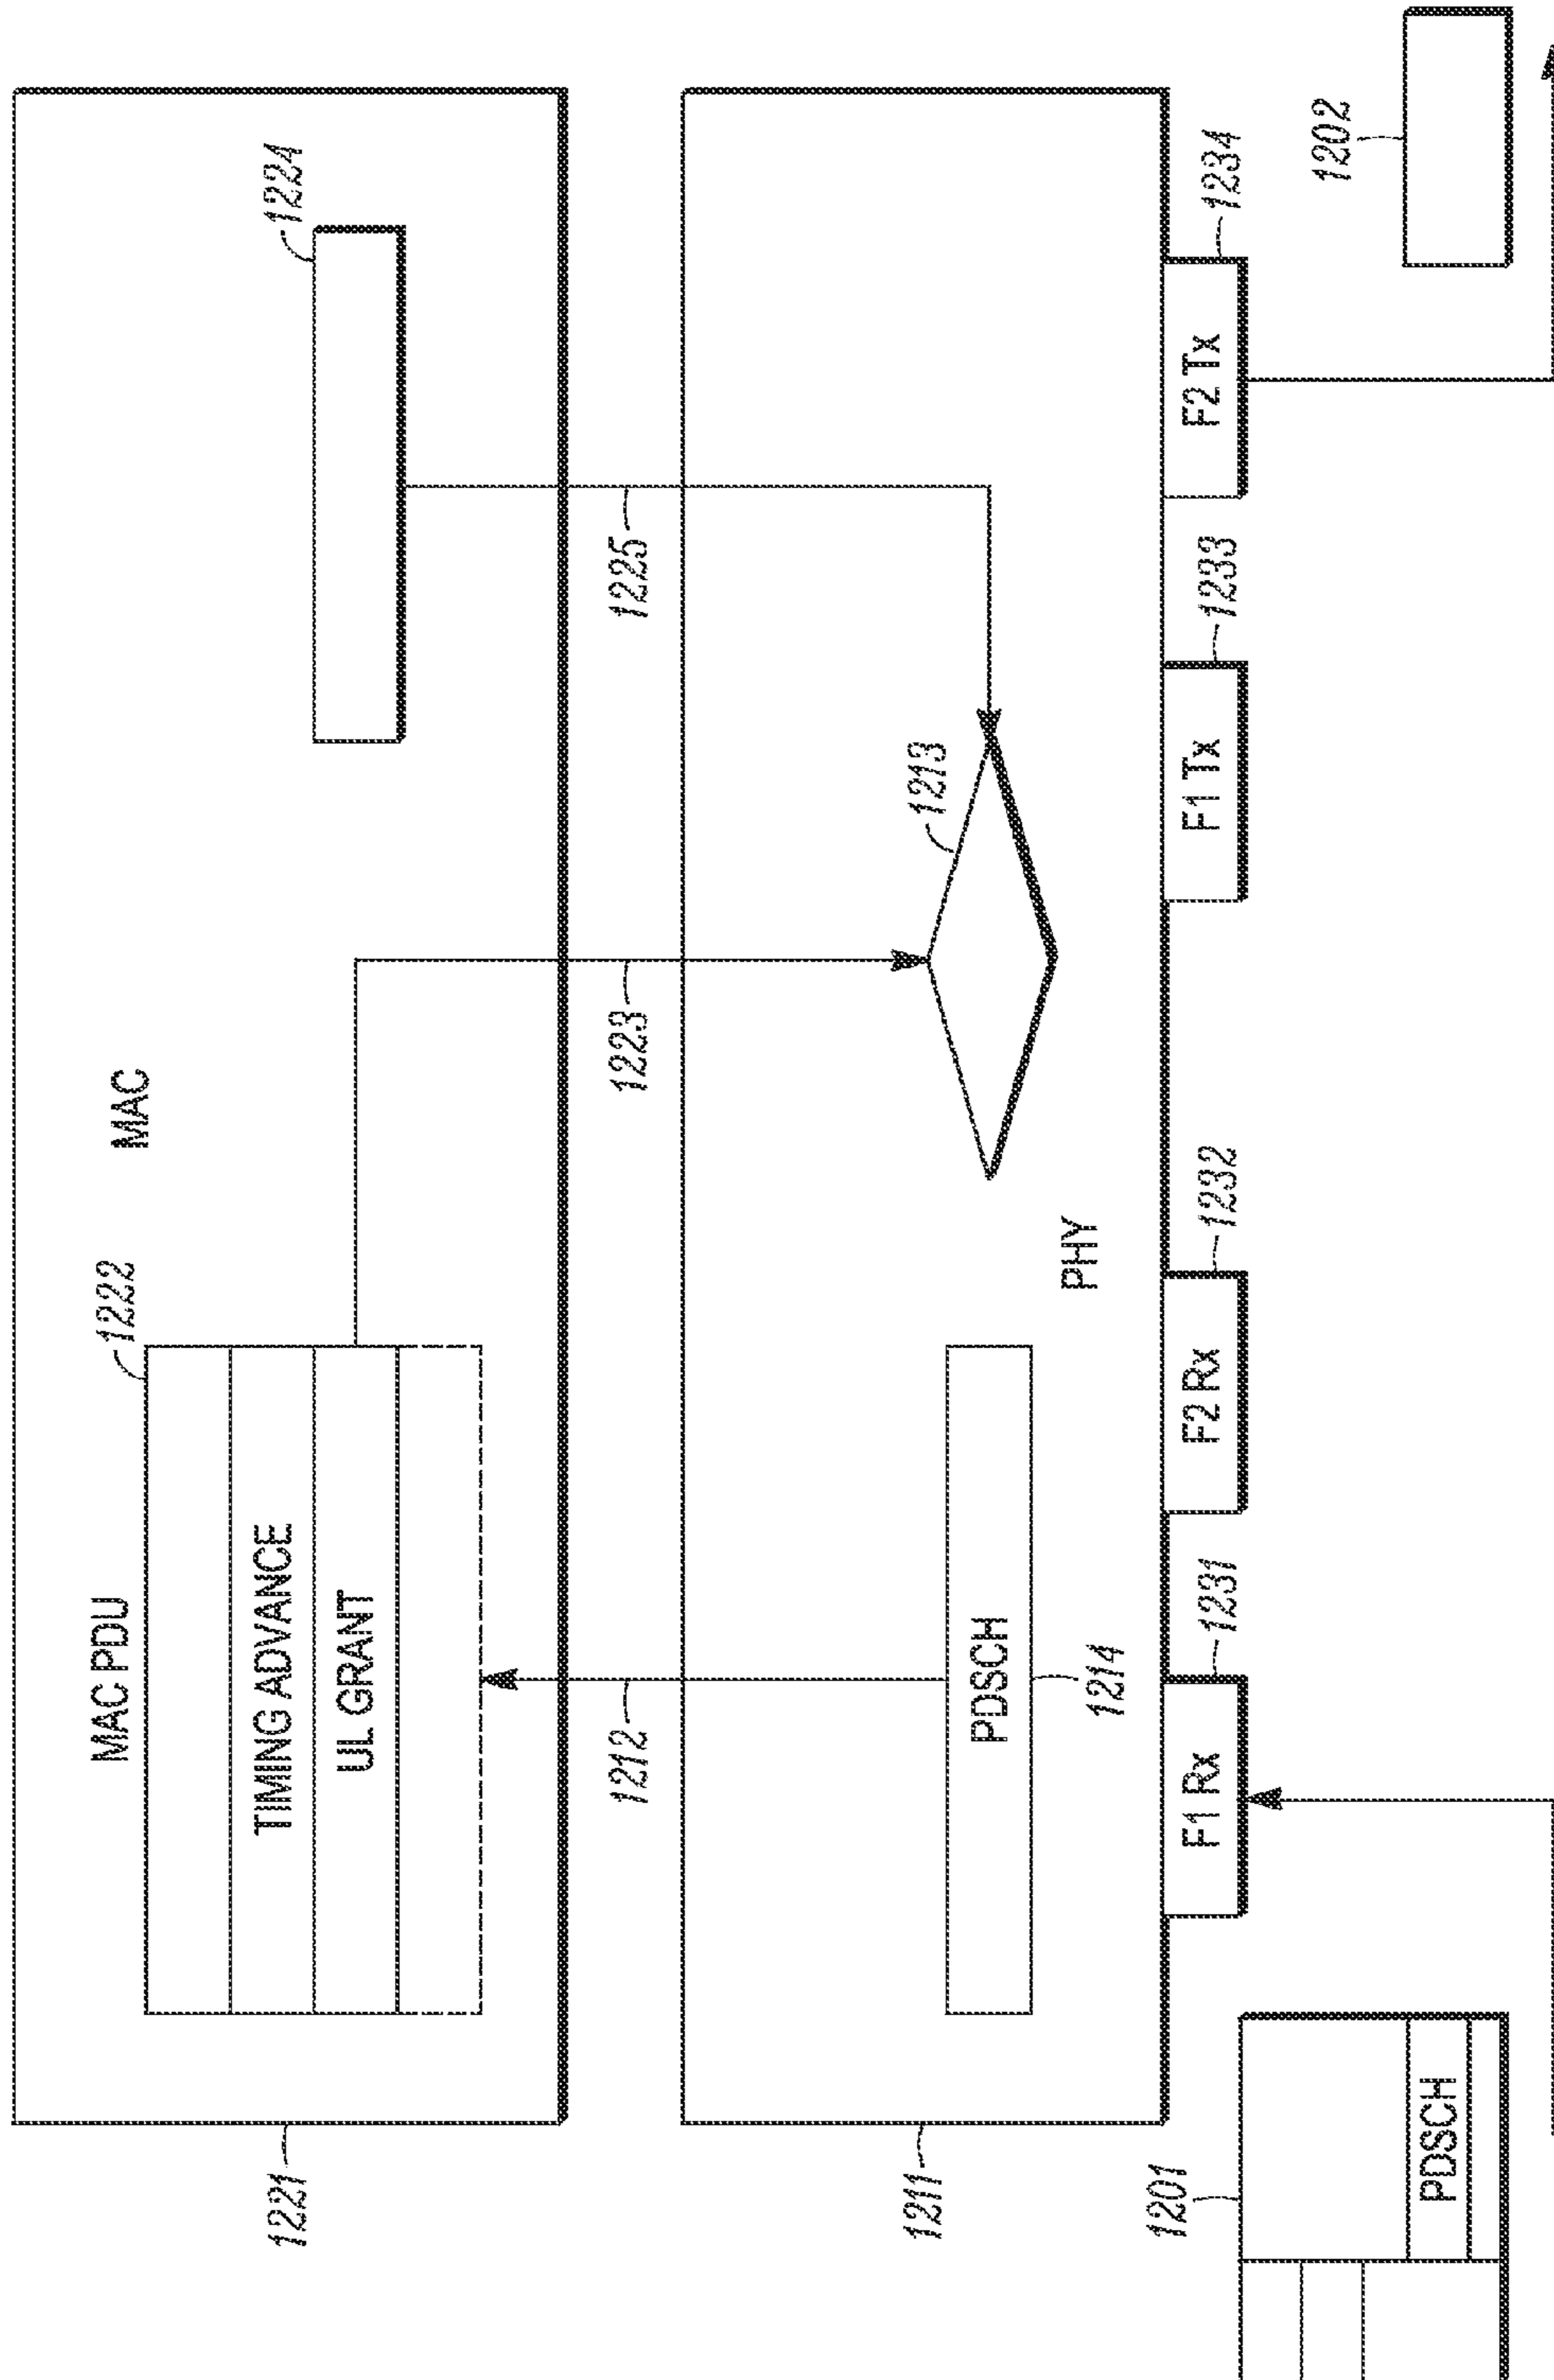 MAC
MAC PDU
1222
TIMING ADVANCE
UL GRANT
1224
1221
1212
1223
1225
1213
PDSCH
1214
PHY
1211
F1 Rx
1231
F2 Rx
1232
F1 Tx
1233
F2 Tx
1234
1201
PDSCH
1202